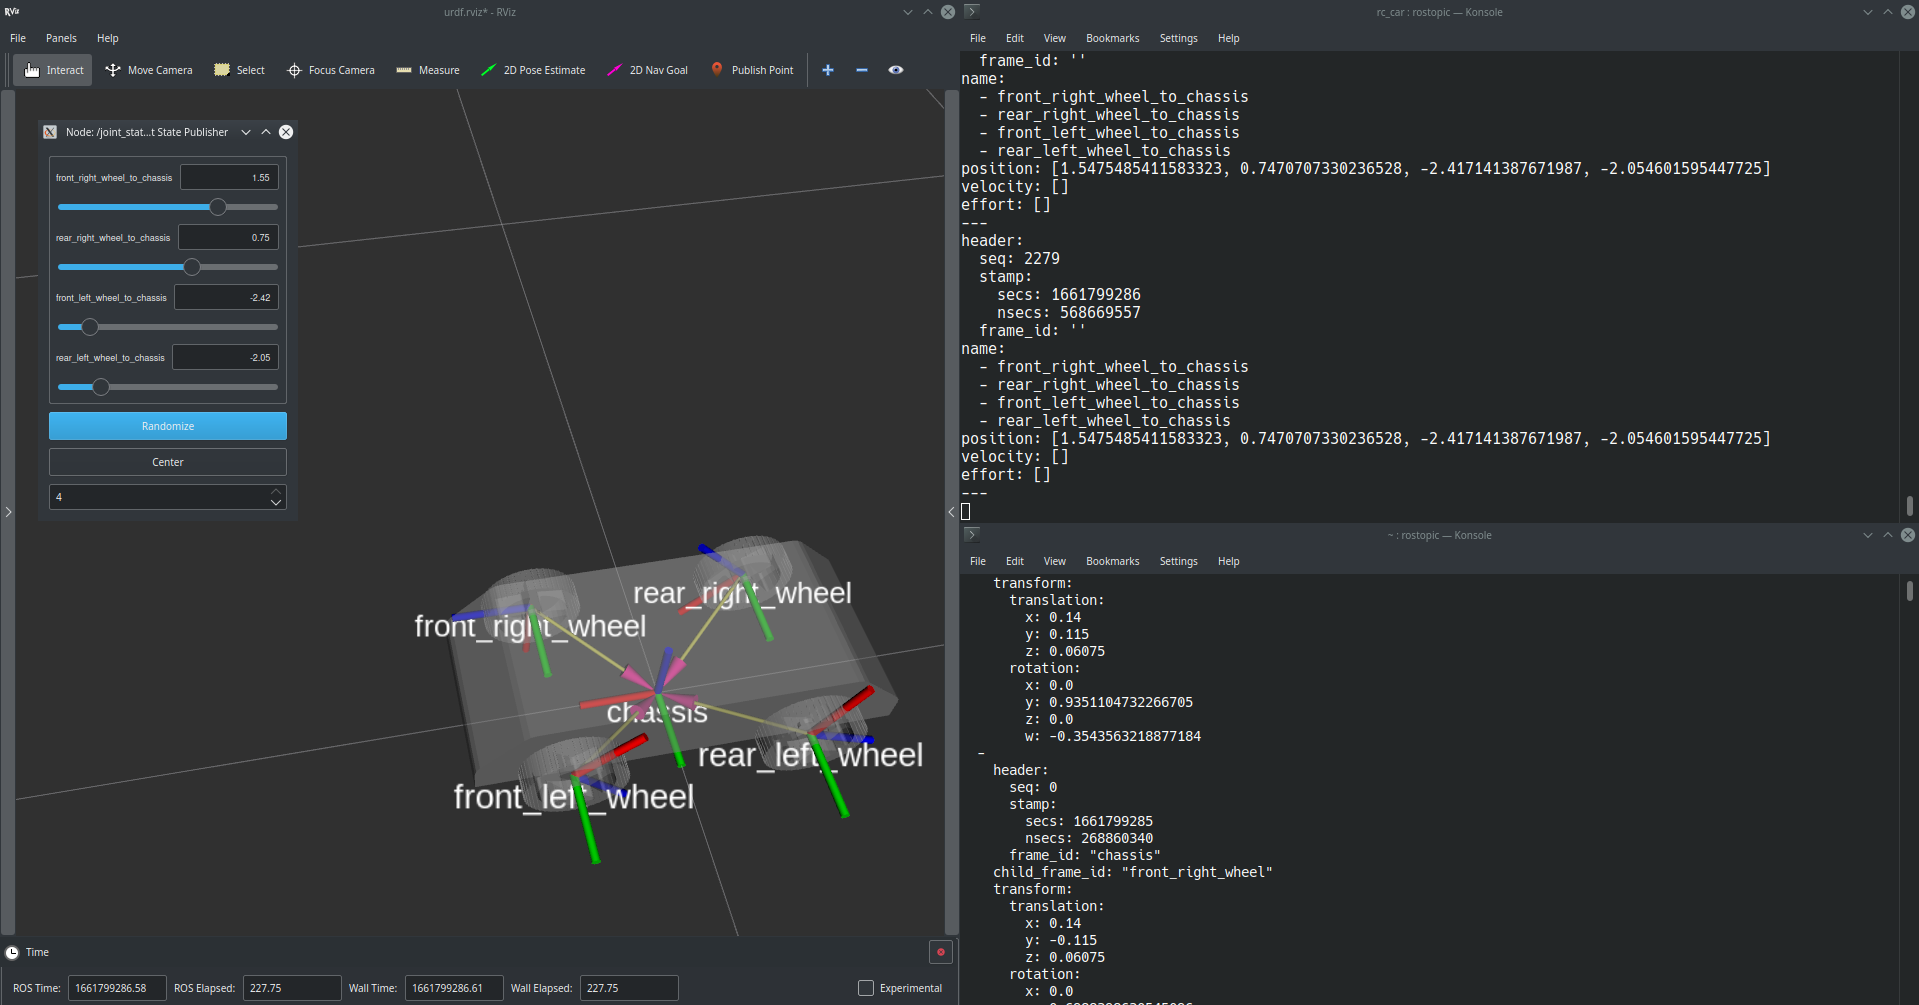 RViz
urdf.rviz* - RViz
File Panels Help
Interact Move Camera Select Focus Camera Measure 2D Pose Estimate 2D Nav Goal Publish Point
Node: /joint_stat...t State Publisher
front_right_wheel_to_chassis 1.55
rear_right_wheel_to_chassis 0.75
front_left_wheel_to_chassis -2.42
rear_left_wheel_to_chassis -2.05
Randomize
Center
4
rear_right_wheel
front_right_wheel
chassis
rear_left_wheel
front_left_wheel
Time
ROS Time: 1661799286.58 ROS Elapsed: 227.75 Wall Time: 1661799286.61 Wall Elapsed: 227.75 Experimental
rc_car : rostopic — Konsole
File Edit View Bookmarks Settings Help
frame_id: ''
name:
- front_right_wheel_to_chassis
- rear_right_wheel_to_chassis
- front_left_wheel_to_chassis
- rear_left_wheel_to_chassis
position: [1.5475485411583323, 0.7470707330236528, -2.417141387671987, -2.054601595447725]
velocity: []
effort: []
---
header:
seq: 2279
stamp:
secs: 1661799286
nsecs: 568669557
frame_id: ''
name:
- front_right_wheel_to_chassis
- rear_right_wheel_to_chassis
- front_left_wheel_to_chassis
- rear_left_wheel_to_chassis
position: [1.5475485411583323, 0.7470707330236528, -2.417141387671987, -2.054601595447725]
velocity: []
effort: []
---
~ : rostopic — Konsole
File Edit View Bookmarks Settings Help
transform:
translation:
x: 0.14
y: 0.115
z: 0.06075
rotation:
x: 0.0
y: 0.9351104732266705
z: 0.0
w: -0.3543563218877184
-
header:
seq: 0
stamp:
secs: 1661799285
nsecs: 268860340
frame_id: "chassis"
child_frame_id: "front_right_wheel"
transform:
translation:
x: 0.14
y: -0.115
z: 0.06075
rotation:
x: 0.0